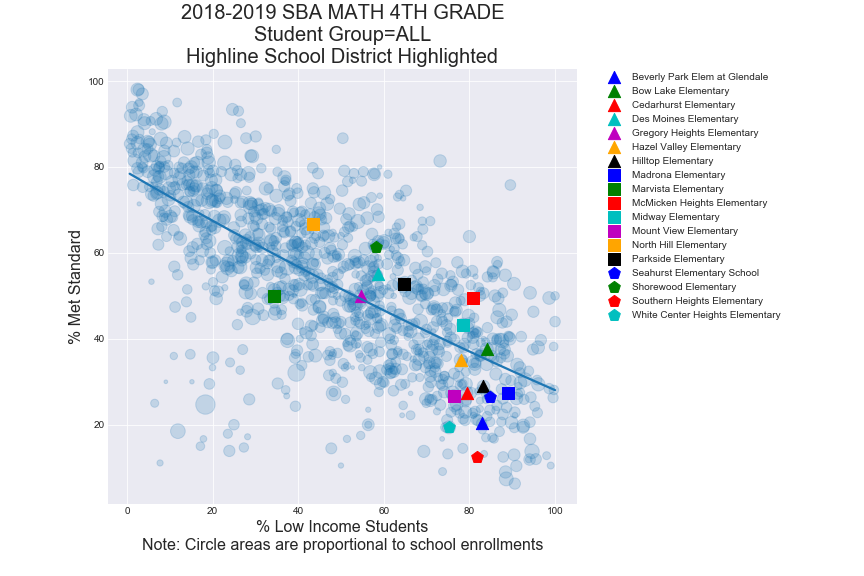 2018-2019 SBA MATH 4TH GRADE
Student Group=ALL
Highline School District Highlighted
100
80
60
40
20
% Met Standard
0
20
40
60
80
100
% Low Income Students
Note: Circle areas are proportional to school enrollments
Beverly Park Elem at Glendale
Bow Lake Elementary
Cedarhurst Elementary
Des Moines Elementary
Gregory Heights Elementary
Hazel Valley Elementary
Hilltop Elementary
Madrona Elementary
Marvista Elementary
McMicken Heights Elementary
Midway Elementary
Mount View Elementary
North Hill Elementary
Parkside Elementary
Seahurst Elementary School
Shorewood Elementary
Southern Heights Elementary
White Center Heights Elementary